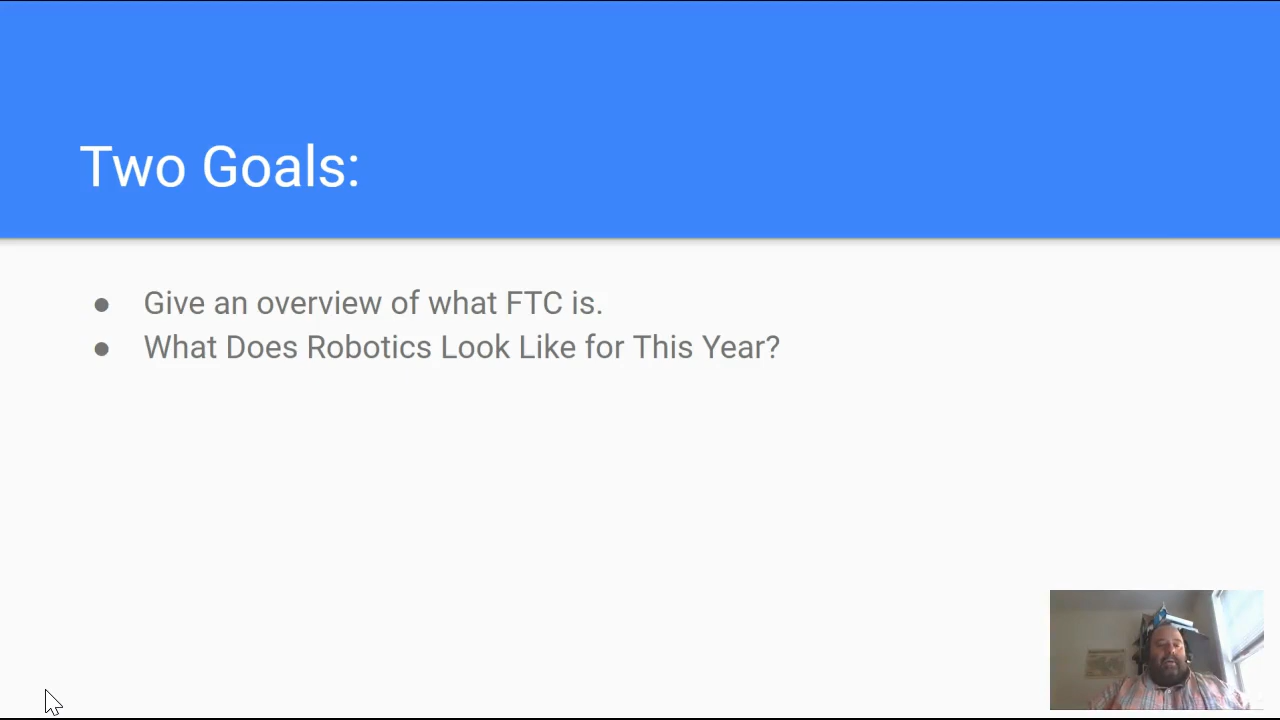 Two Goals:
● Give an overview of what FTC is.
● What Does Robotics Look Like for This Year?